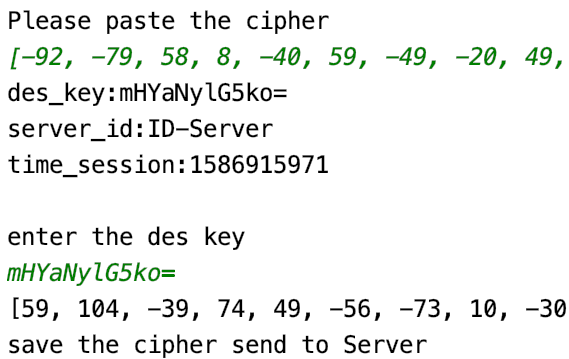 Please paste the cipher
[-92, -79, 58, 8, -40, 59, -49, -20, 49,
des_key:mHYaNylG5ko=
server_id:ID-Server
time_session:1586915971
enter the des key
mHYaNylG5ko=
[59, 104, -39, 74, 49, -56, -73, 10, -30
save the cipher send to Server